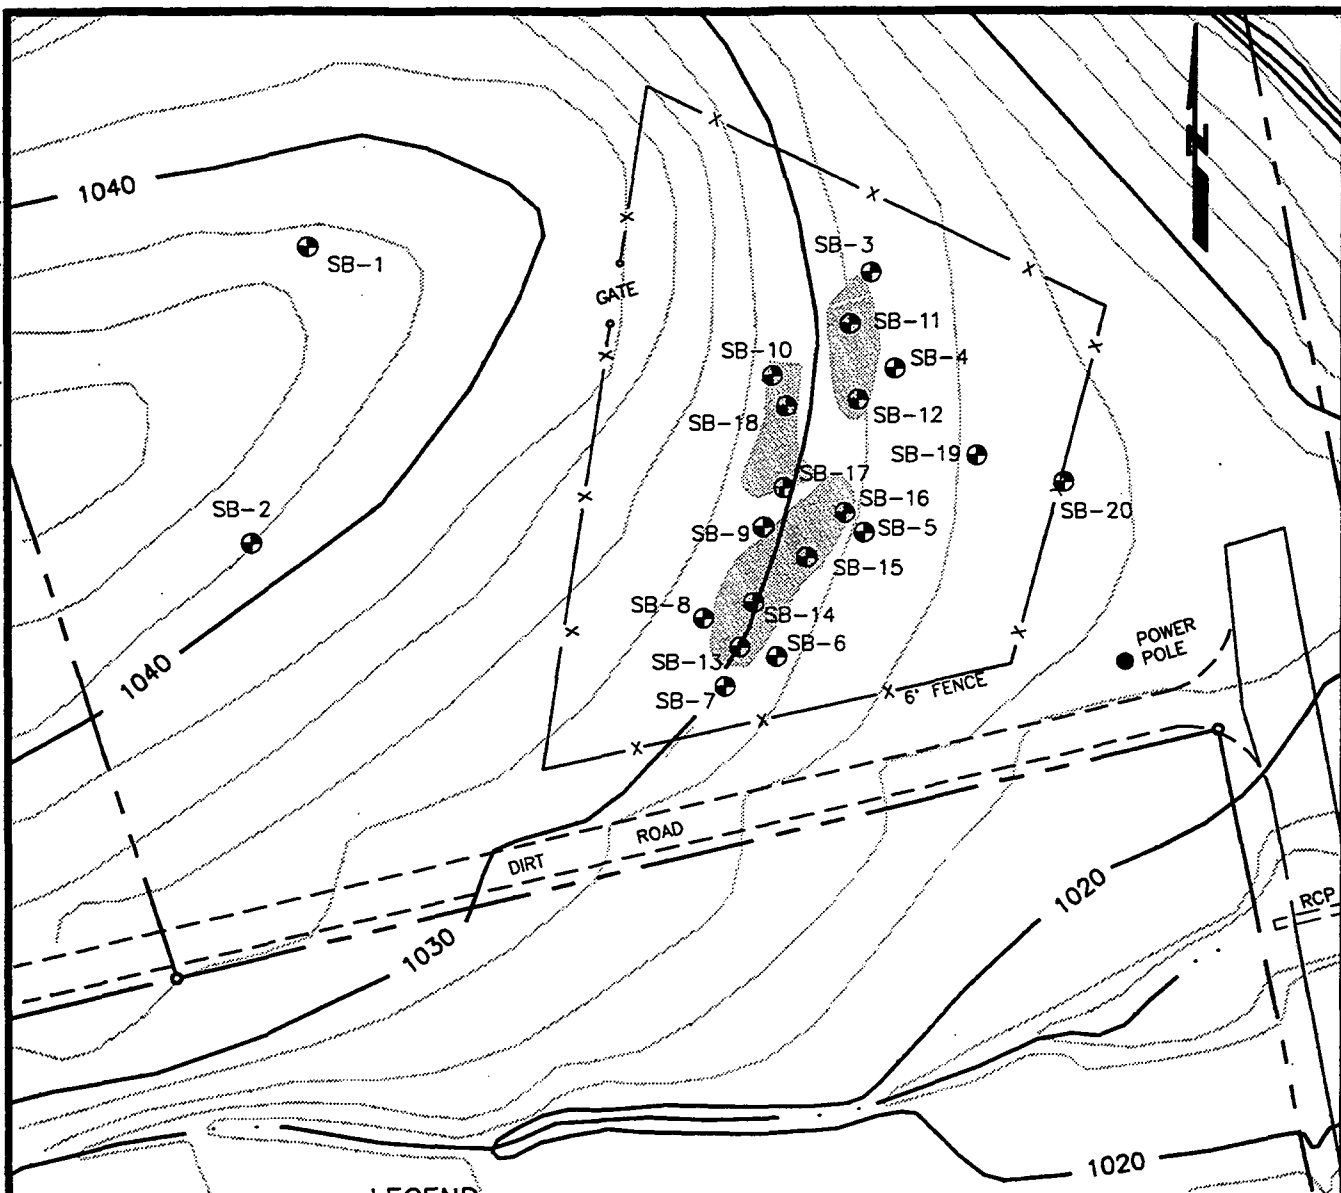 1040
SB-1
SB-3
GATE
SB-11
SB-10
SB-4
SB-18
SB-12
SB-19
SB-17
SB-16
SB-20
SB-2
SB-9
SB-5
SB-15
SB-8
SB-14
SB-6
SB-13
SB-7
POWER
POLE
1040
6' FENCE
ROAD
DIRT
1020
RCP
1030
1020
LEGEND
N